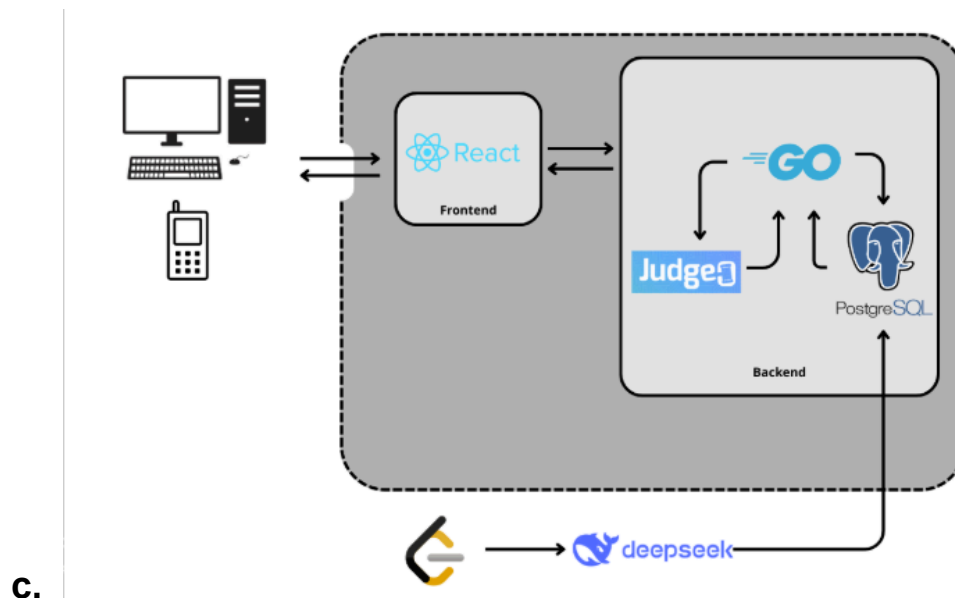 React
Frontend
GO
Judge0
PostgreSQL
Backend
deepseek
c.